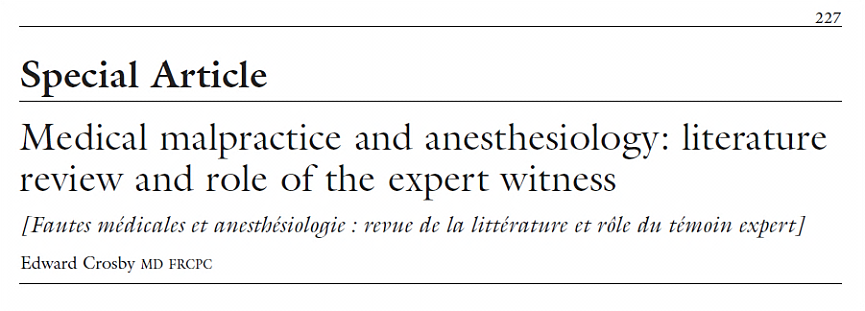 227
Special Article
Medical malpractice and anesthesiology: literature
review and role of the expert witness
[Fautes médicales et anesthésiologie : revue de la littérature et rôle du témoin expert]
Edward Crosby MD FRCPC